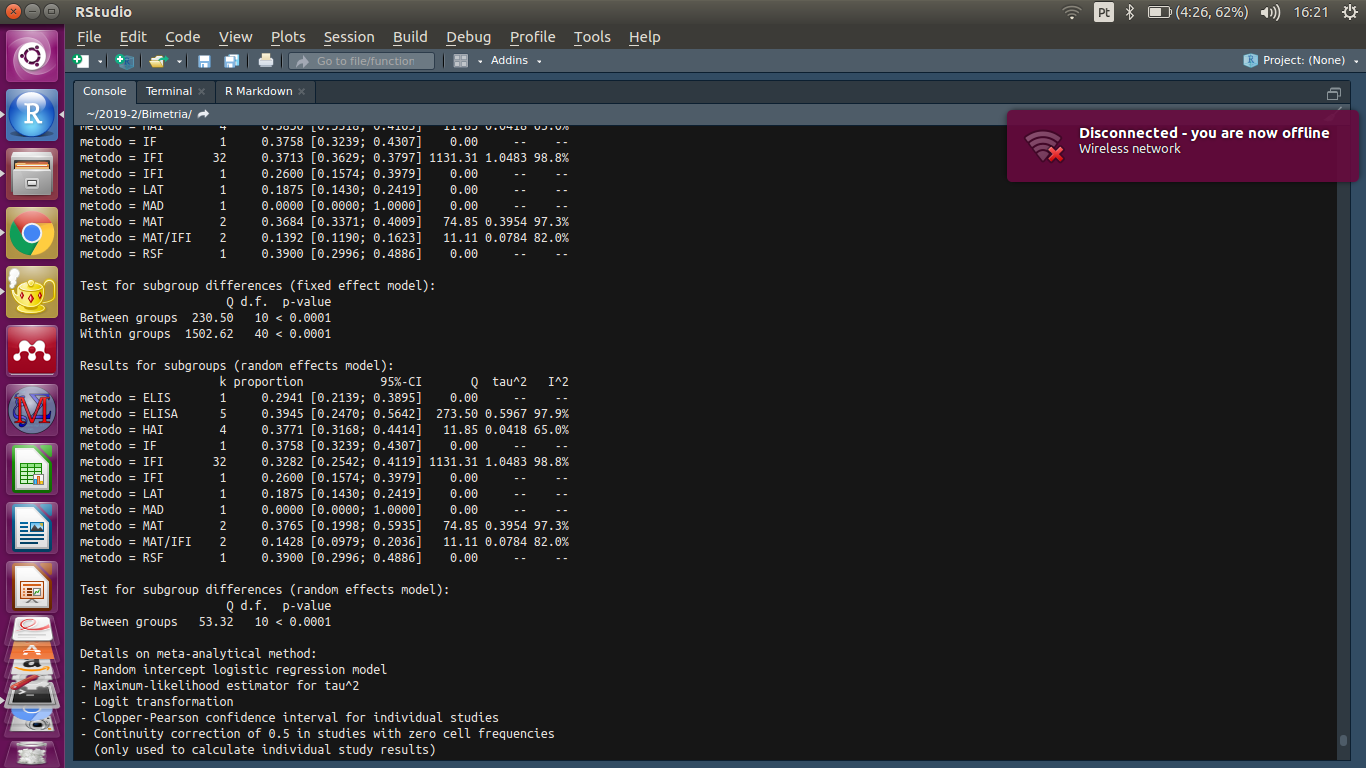 RStudio
Pt
(4:26, 62%)
16:21
File Edit Code View Plots Session Build Debug Profile Tools Help
Go to file/function
Addins
Project: (None)
Console Terminal R Markdown
~/2019-2/Bimetria/
Disconnected - you are now offline
Wireless network
metodo = HAI 4 11.85 0.0418 65.0%
metodo = IF 1 0.3758 [0.3239; 0.4307] 0.00 -- --
metodo = IFI 32 0.3713 [0.3629; 0.3797] 1131.31 1.0483 98.8%
metodo = IFI 1 0.2600 [0.1574; 0.3979] 0.00 -- --
metodo = LAT 1 0.1875 [0.1430; 0.2419] 0.00 -- --
metodo = MAD 1 0.0000 [0.0000; 1.0000] 0.00 -- --
metodo = MAT 2 0.3684 [0.3371; 0.4009] 74.85 0.3954 97.3%
metodo = MAT/IFI 2 0.1392 [0.1190; 0.1623] 11.11 0.0784 82.0%
metodo = RSF 1 0.3900 [0.2996; 0.4886] 0.00 -- --
Test for subgroup differences (fixed effect model):
Q d.f. p-value
Between groups 230.50 10 < 0.0001
Within groups 1502.62 40 < 0.0001
Results for subgroups (random effects model):
k proportion 95%-CI Q tau^2 I^2
metodo = ELIS 1 0.2941 [0.2139; 0.3895] 0.00 -- --
metodo = ELISA 5 0.3945 [0.2470; 0.5642] 273.50 0.5967 97.9%
metodo = HAI 4 0.3771 [0.3168; 0.4414] 11.85 0.0418 65.0%
metodo = IF 1 0.3758 [0.3239; 0.4307] 0.00 -- --
metodo = IFI 32 0.3282 [0.2542; 0.4119] 1131.31 1.0483 98.8%
metodo = IFI 1 0.2600 [0.1574; 0.3979] 0.00 -- --
metodo = LAT 1 0.1875 [0.1430; 0.2419] 0.00 -- --
metodo = MAD 1 0.0000 [0.0000; 1.0000] 0.00 -- --
metodo = MAT 2 0.3765 [0.1998; 0.5935] 74.85 0.3954 97.3%
metodo = MAT/IFI 2 0.1428 [0.0979; 0.2036] 11.11 0.0784 82.0%
metodo = RSF 1 0.3900 [0.2996; 0.4886] 0.00 -- --
Test for subgroup differences (random effects model):
Q d.f. p-value
Between groups 53.32 10 < 0.0001
Details on meta-analytical method:
- Random intercept logistic regression model
- Maximum-likelihood estimator for tau^2
- Logit transformation
- Clopper-Pearson confidence interval for individual studies
- Continuity correction of 0.5 in studies with zero cell frequencies
(only used to calculate individual study results)